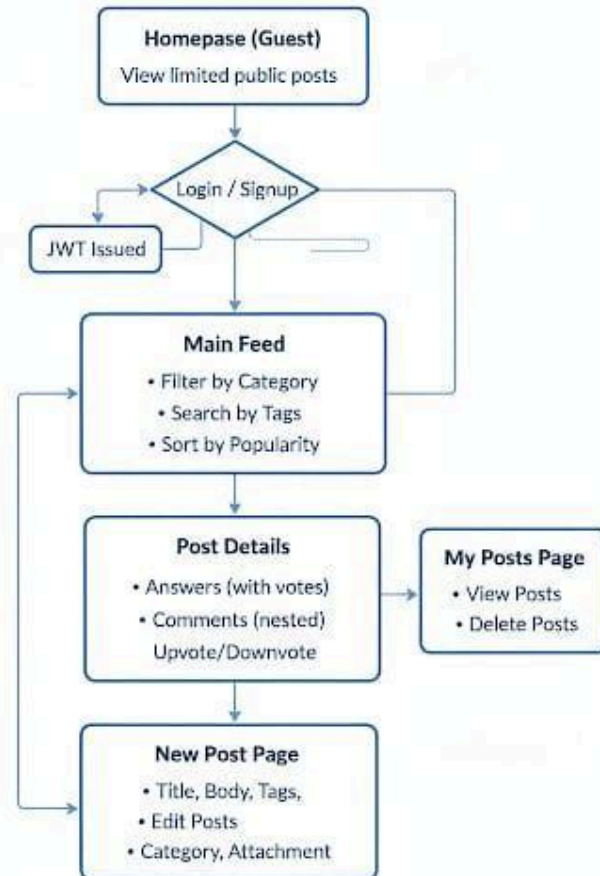 Homepase (Guest)
View limited public posts
Login / Signup
JWT Issued
Main Feed
• Filter by Category
• Search by Tags
• Sort by Popularity
Post Details
• Answers (with votes)
• Comments (nested)
Upvote/Downvote
My Posts Page
• View Posts
• Delete Posts
New Post Page
• Title, Body, Tags,
• Edit Posts
• Category, Attachment